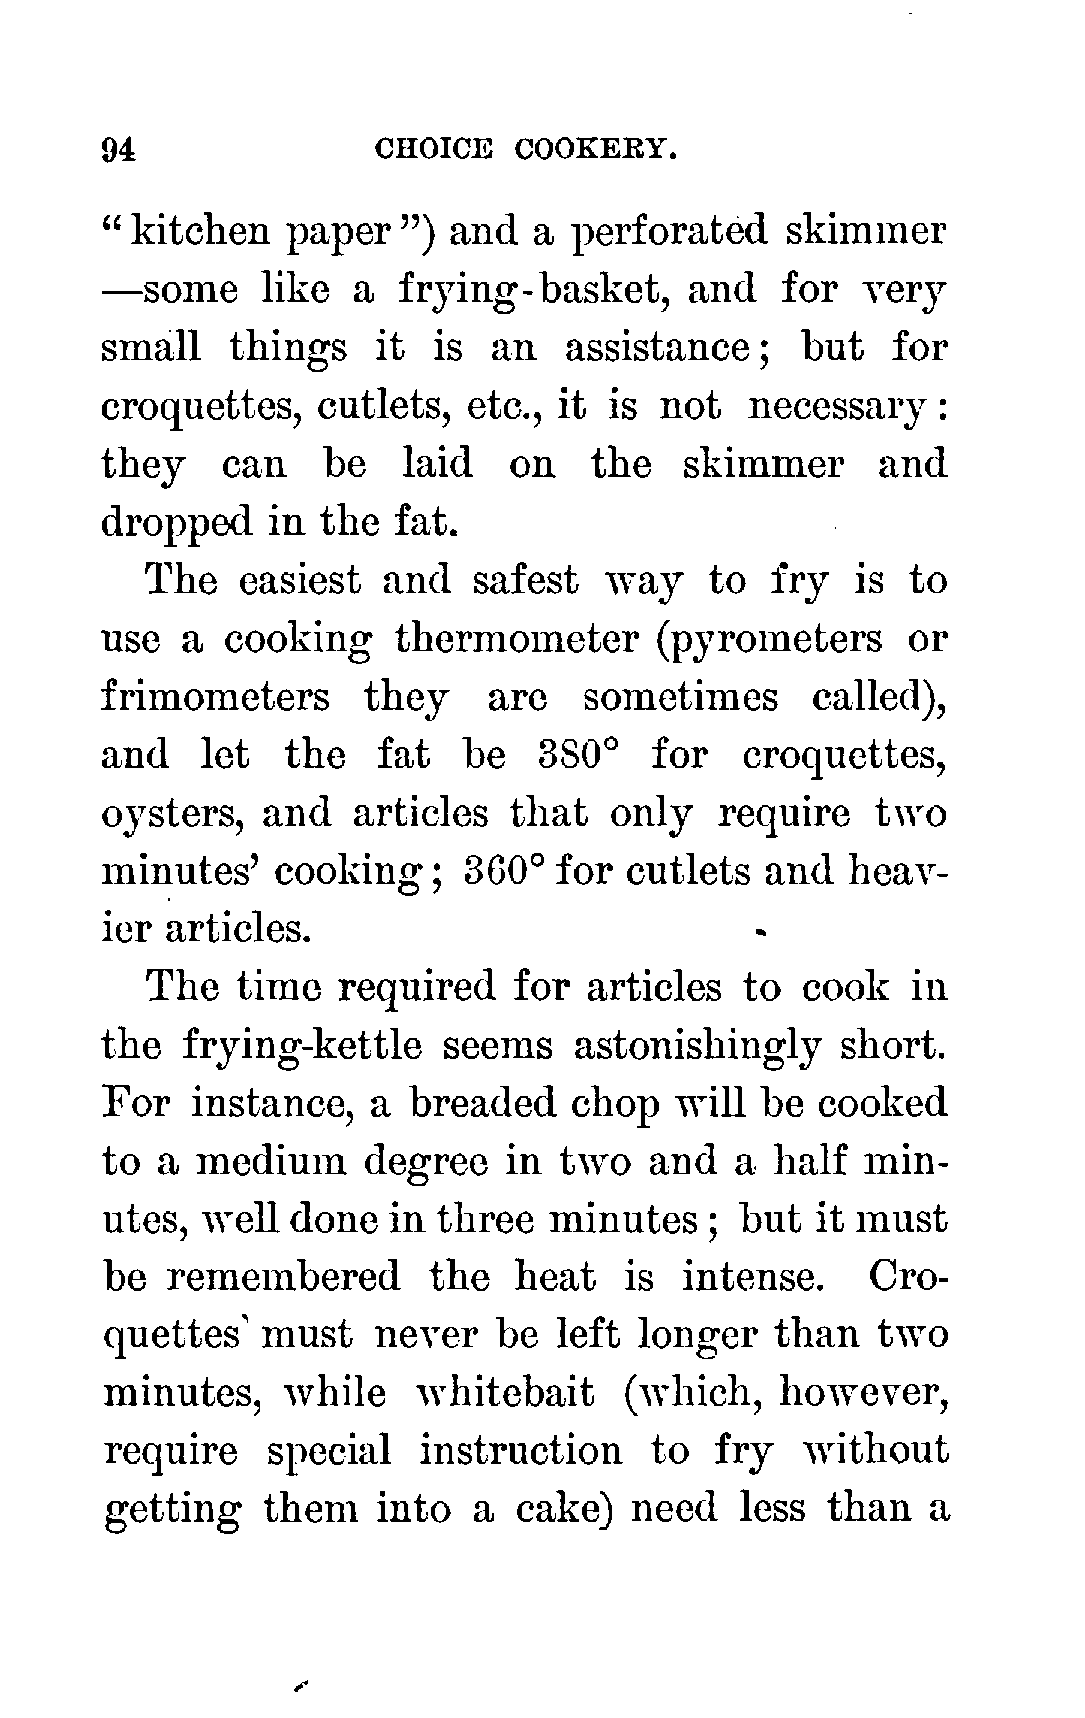 94 CHOICE COOKERY.
“kitchen paper”) and a perforated skimmer
—some like a frying-basket, and for very
small things it is an assistance; but for
croquettes, cutlets, etc., it is not necessary:
they can be laid on the skimmer and
dropped in the fat.
The easiest and safest way to fry is to
use a cooking thermometer (pyrometers or
frimometers they are sometimes called),
and let the fat be 380° for croquettes,
oysters, and articles that only require two
minutes’ cooking; 360° for cutlets and heav-
ier articles.
The time required for articles to cook in
the frying-kettle seems astonishingly short.
For instance, a breaded chop will be cooked
to a medium degree in two and a half min-
utes, well done in three minutes; but it must
be remembered the heat is intense. Cro-
quettes must never be left longer than two
minutes, while whitebait (which, however,
require special instruction to fry without
getting them into a cake) need less than a